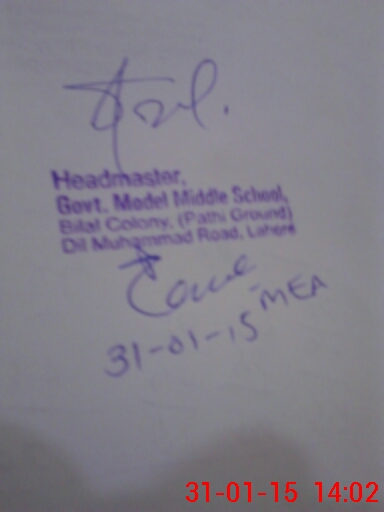 Headmaster,
Govt. Model Middle School,
Bilal Colony, (Pathi Ground)
Dil Muhammad Road, Lahore
-MEA
31-01-15
31-01-15 14:02